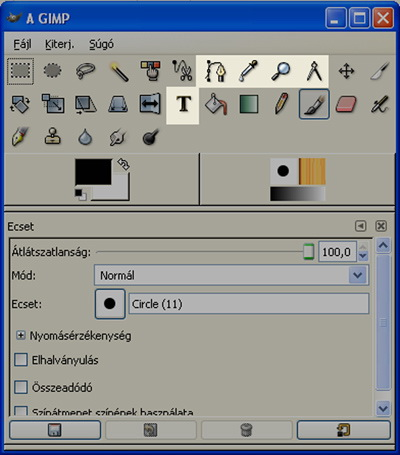 A GIMP
Fájl Kiterj. Súgó
T
Ecset
Átlátszatlanság: 100,0
Mód: Normál
Ecset: Circle (11)
Nyomásérzékenység
Elhalványulás
Összeadódó
Színátmenet színének használata